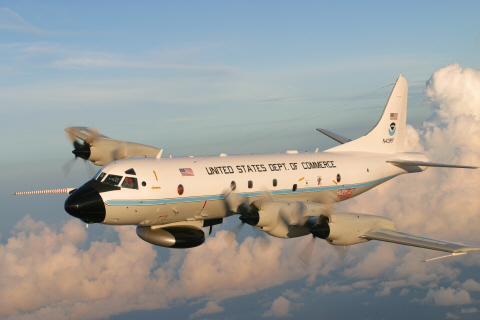 UNITED STATES DEPT. OF COMMERCE